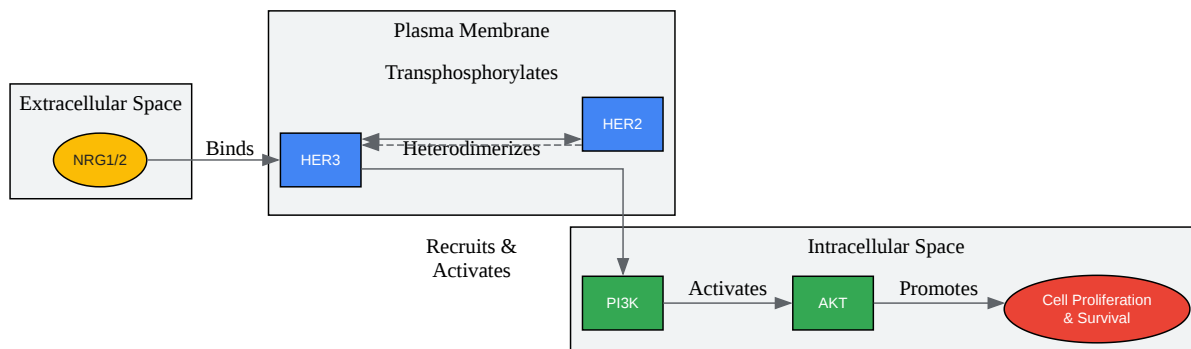 Plasma Membrane
Transphosphorylates
Extracellular Space
NRG1/2
Binds
HER3
Heterodimerizes
HER2
Recruits &
Activates
Intracellular Space
PI3K
Activates
AKT
Promotes
Cell Proliferation
& Survival